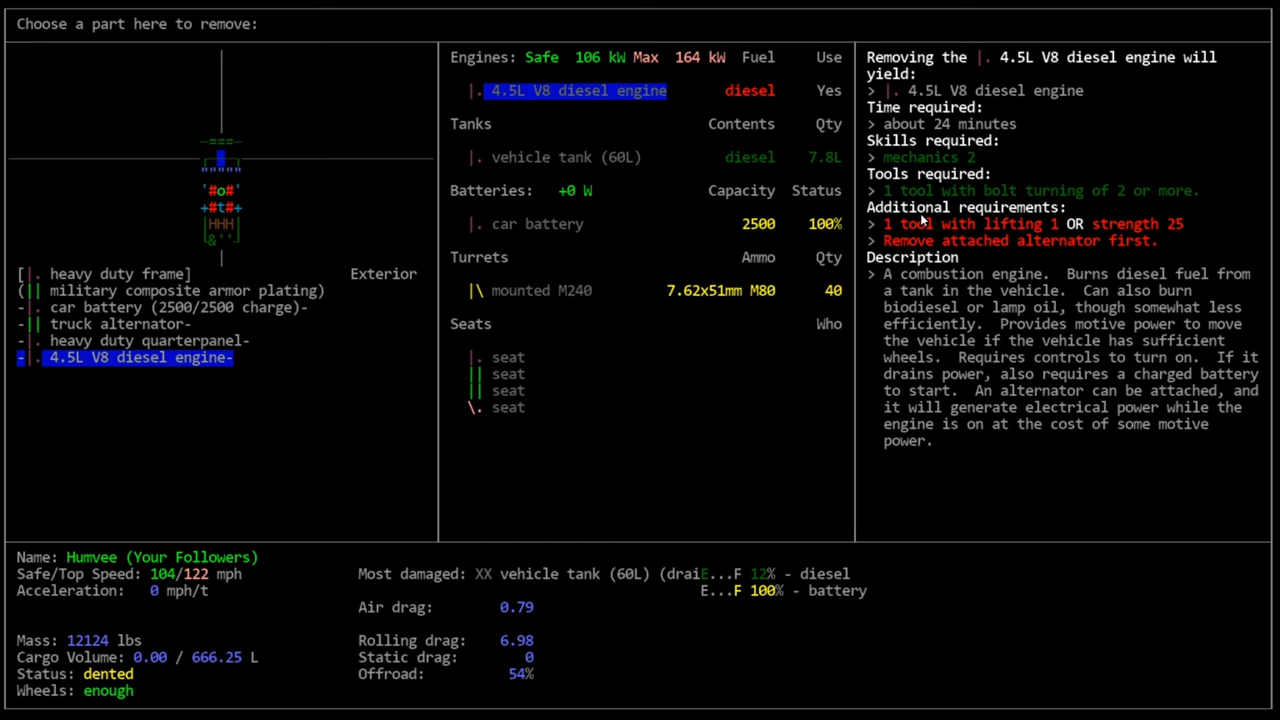 Choose a part here to remove:
[|. heavy duty frame] Exterior
(|| military composite armor plating)
-|. car battery (2500/2500 charge)-
-|| truck alternator-
-|. heavy duty quarterpanel-
-|. 4.5L V8 diesel engine-
Engines: Safe 106 kW Max 164 kW Fuel Use
|. 4.5L V8 diesel engine diesel Yes
Tanks Contents Qty
|. vehicle tank (60L) diesel 7.8L
Batteries: +0 W Capacity Status
|. car battery 2500 100%
Turrets Ammo Qty
|\ mounted M240 7.62x51mm M80 40
Seats Who
|. seat
|| seat
|| seat
\. seat
Removing the |. 4.5L V8 diesel engine will
yield:
> |. 4.5L V8 diesel engine
Time required:
> about 24 minutes
Skills required:
> mechanics 2
Tools required:
> 1 tool with bolt turning of 2 or more.
Additional requirements:
> 1 tool with lifting 1 OR strength 25
> Remove attached alternator first.
Description
> A combustion engine. Burns diesel fuel from
a tank in the vehicle. Can also burn
biodiesel or lamp oil, though somewhat less
efficiently. Provides motive power to move
the vehicle if the vehicle has sufficient
wheels. Requires controls to turn on. If it
drains power, also requires a charged battery
to start. An alternator can be attached, and
it will generate electrical power while the
engine is on at the cost of some motive
power.
Name: Humvee (Your Followers)
Safe/Top Speed: 104/122 mph
Acceleration: 0 mph/t
Mass: 12124 lbs
Cargo Volume: 0.00 / 666.25 L
Status: dented
Wheels: enough
Most damaged: XX vehicle tank (60L) (draiE...F 12% - diesel
E...F 100% - battery
Air drag: 0.79
Rolling drag: 6.98
Static drag: 0
Offroad: 54%